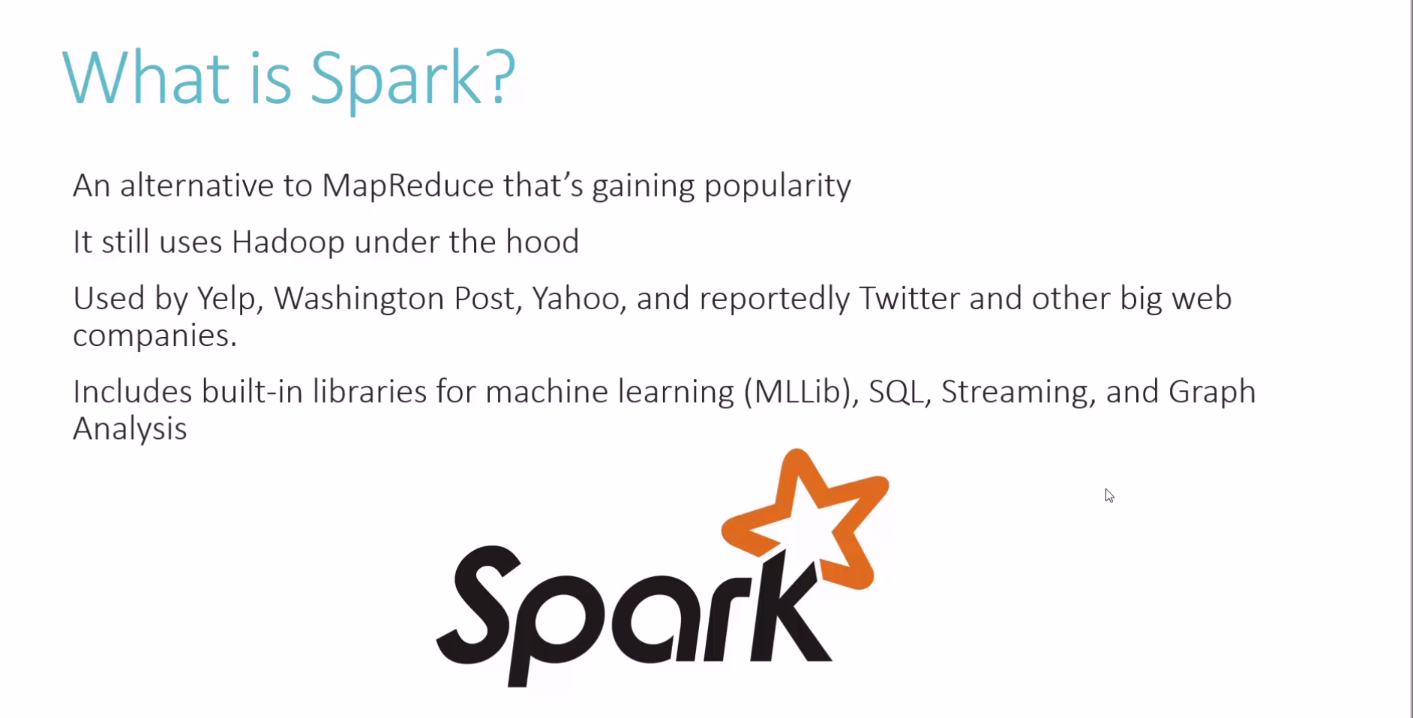 What is Spark?
An alternative to MapReduce that's gaining popularity
It still uses Hadoop under the hood
Used by Yelp, Washington Post, Yahoo, and reportedly Twitter and other big web
companies.
Includes built-in libraries for machine learning (MLLib), SQL, Streaming, and Graph
Analysis
Spark